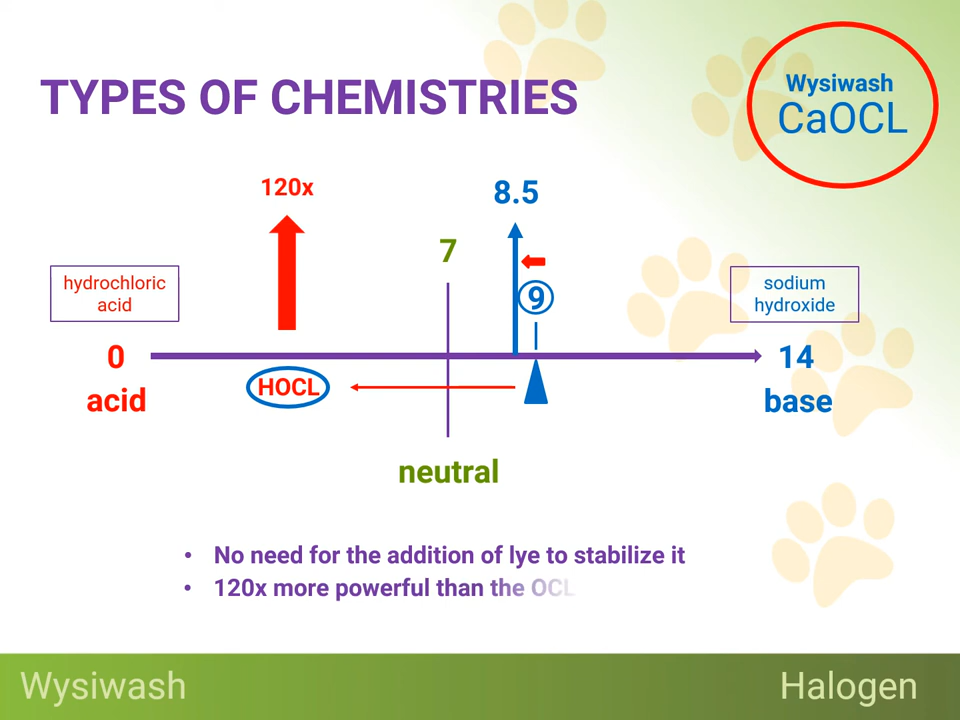 TYPES OF CHEMISTRIES
Wysiwash
CaOCL
120x
8.5
7
9
hydrochloric
acid
sodium
hydroxide
0
acid
14
base
HOCL
neutral
• No need for the addition of lye to stabilize it
• 120x more powerful than the OCL
Wysiwash
Halogen